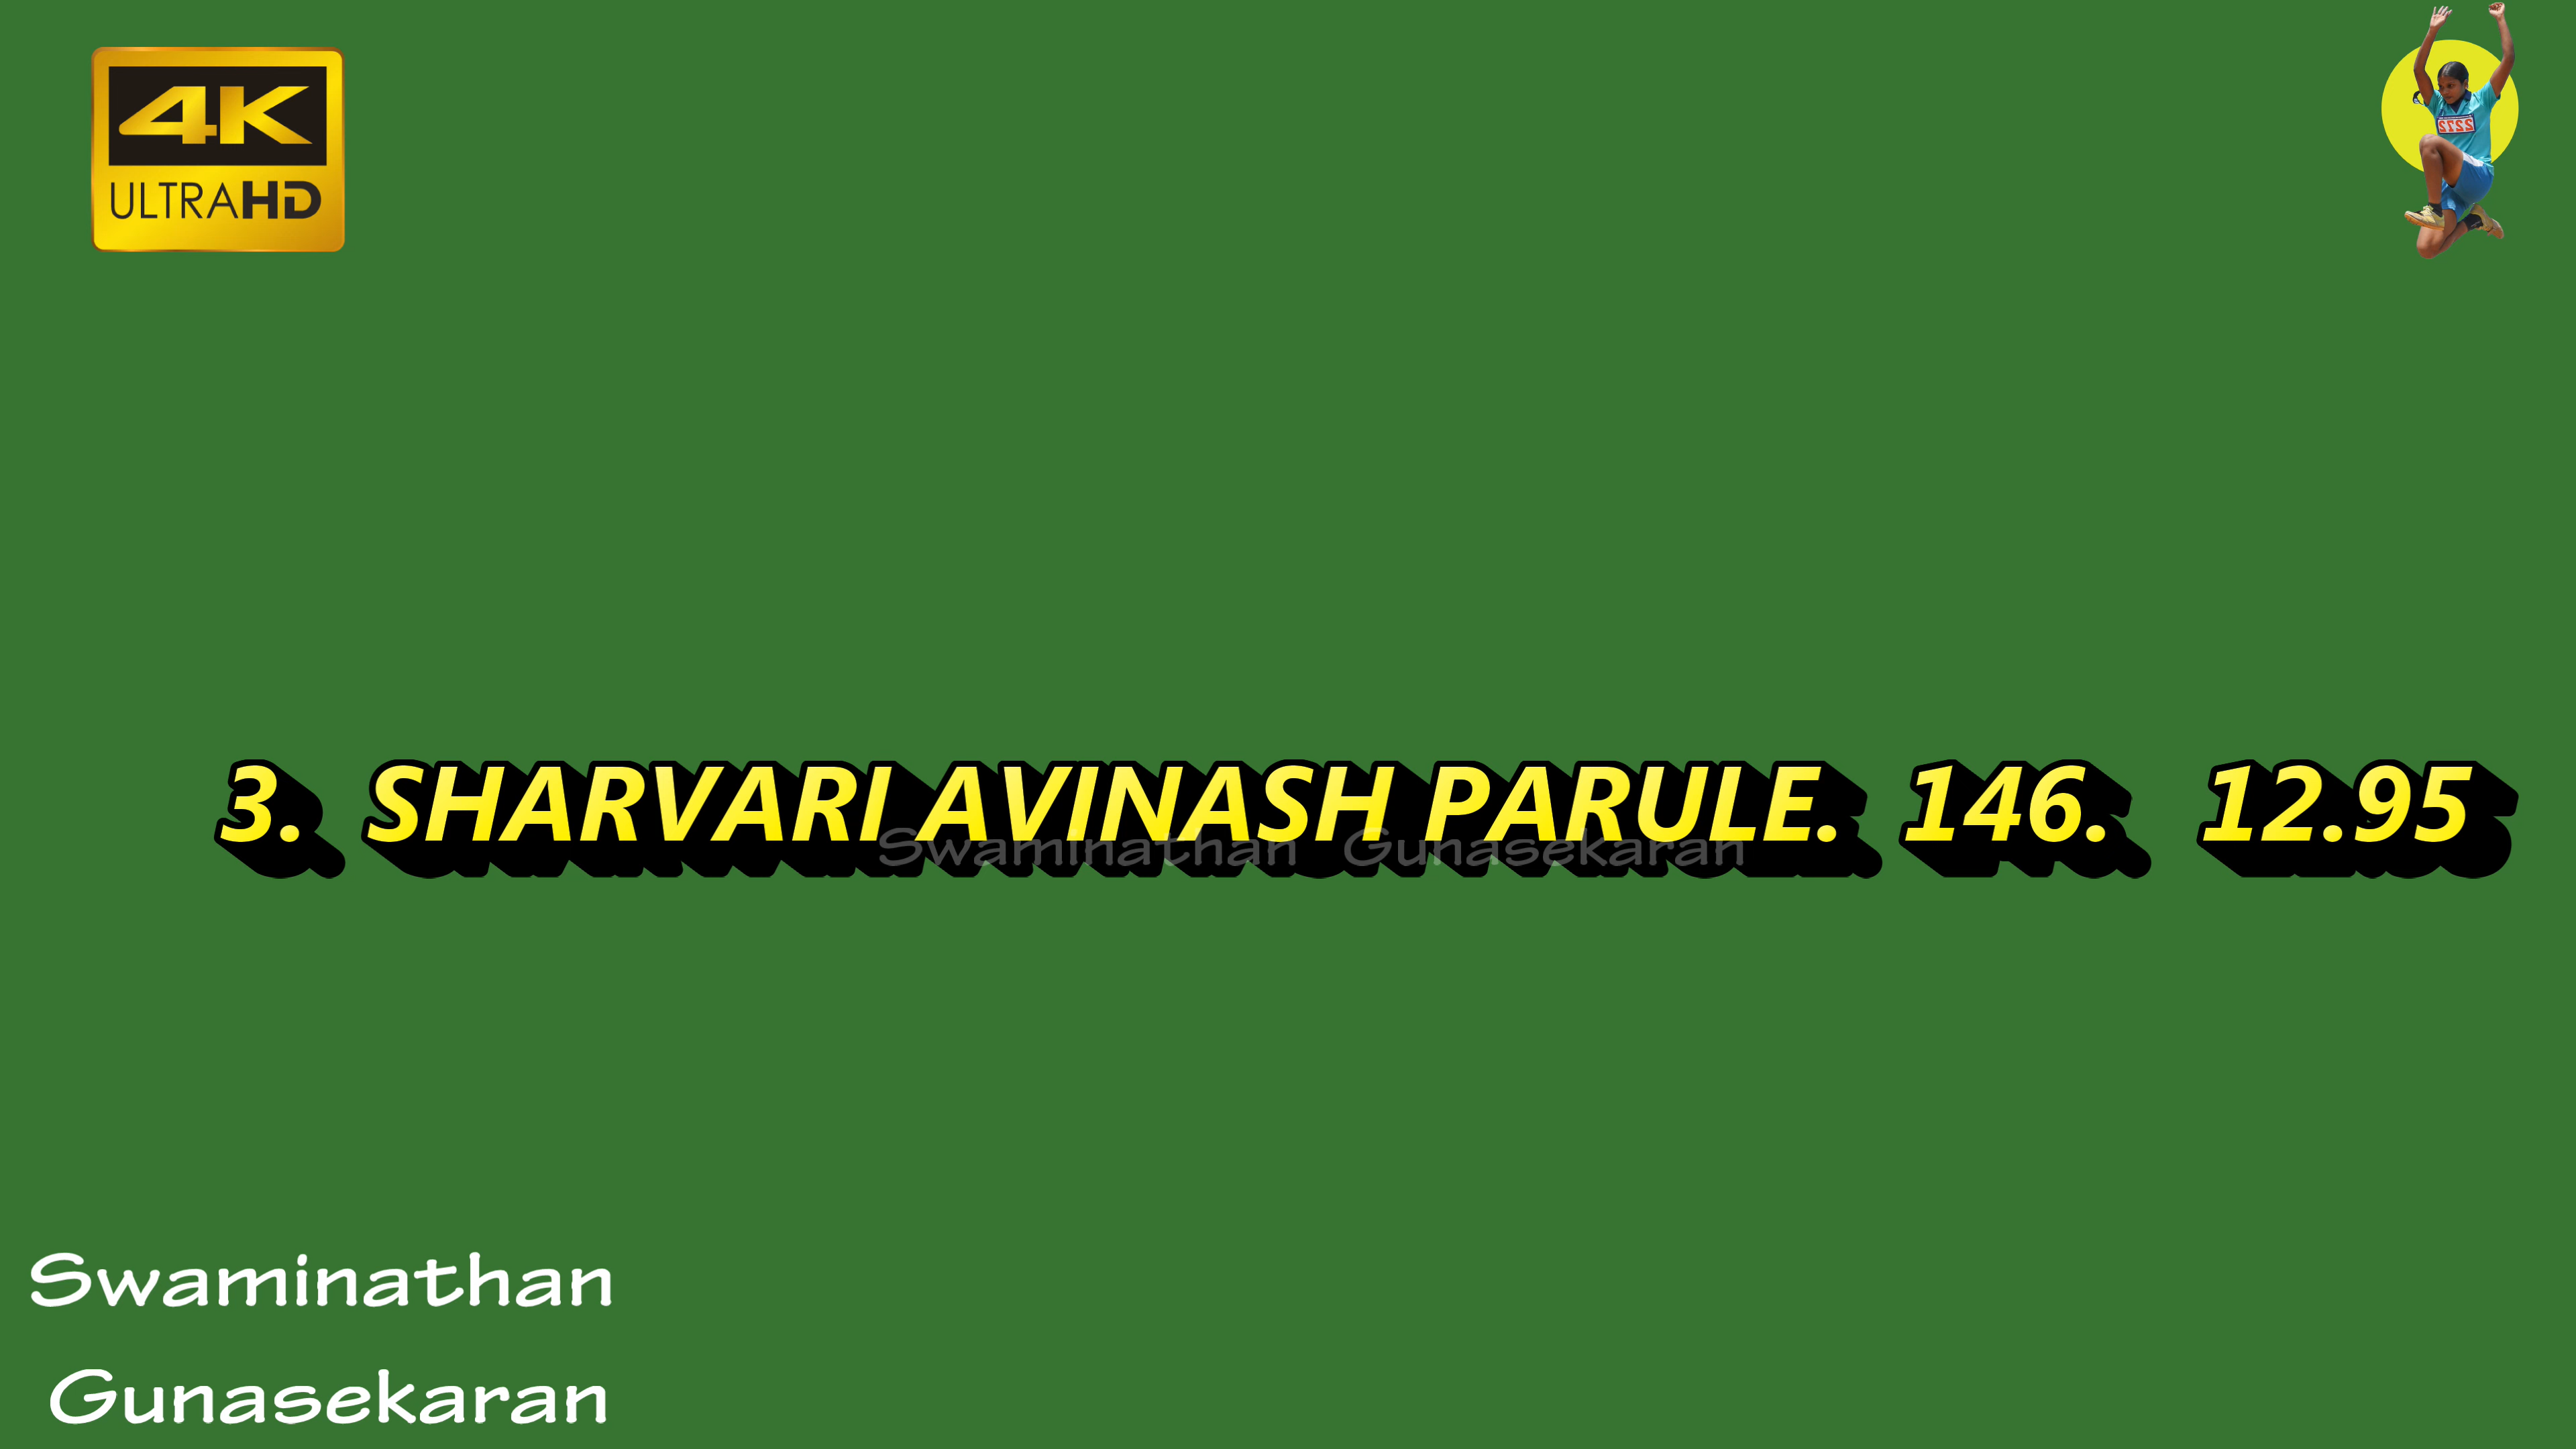 4K
ULTRAHD
3. SHARVARI AVINASH PARULE. 146. 12.95
Swaminathan Gunasekaran
Swaminathan
Gunasekaran